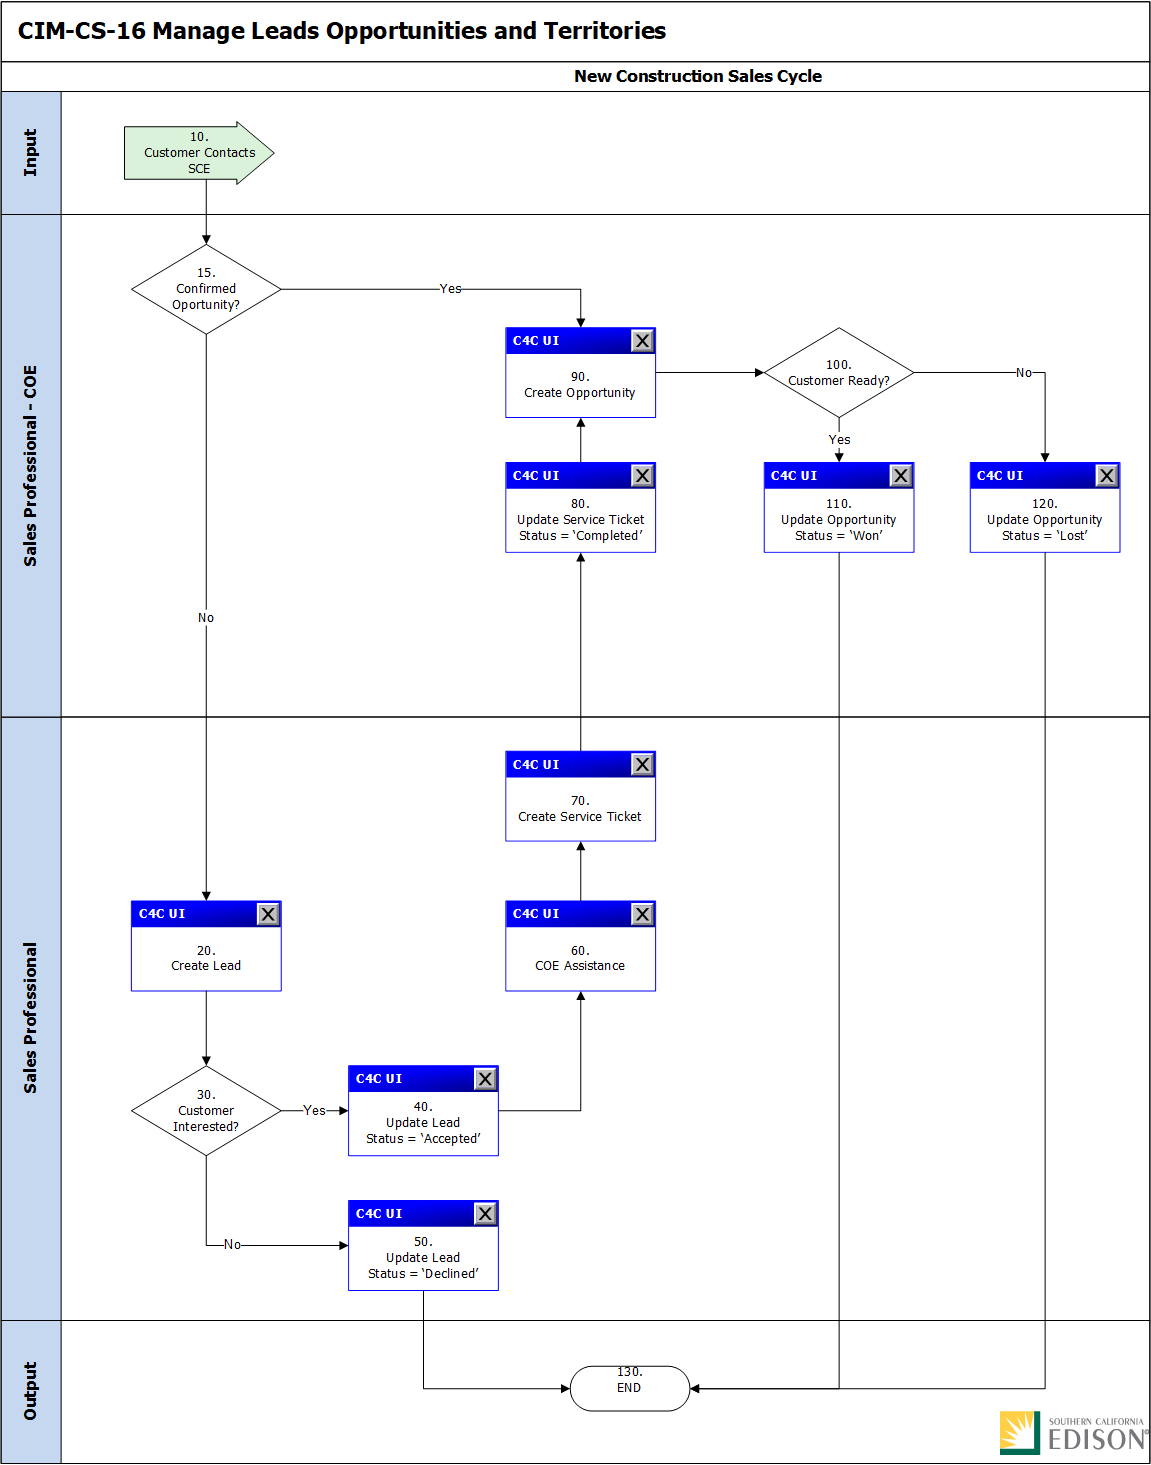 CIM-CS-16 Manage Leads Opportunities and Territories
New Construction Sales Cycle
Input
10.
Customer Contacts
SCE
Sales Professional - COE
15.
Confirmed
Oportunity?
Yes
No
C4C UI
X
90.
Create Opportunity
100.
Customer Ready?
No
Yes
C4C UI
X
80.
Update Service Ticket
Status = ‘Completed’
C4C UI
X
110.
Update Opportunity
Status = ‘Won’
C4C UI
X
120.
Update Opportunity
Status = ‘Lost’
Sales Professional
C4C UI
X
70.
Create Service Ticket
C4C UI
X
20.
Create Lead
C4C UI
X
60.
COE Assistance
30.
Customer
Interested?
Yes
No
C4C UI
X
40.
Update Lead
Status = ‘Accepted’
C4C UI
X
50.
Update Lead
Status = ‘Declined’
Output
130.
END
SOUTHERN CALIFORNIA
EDISON®